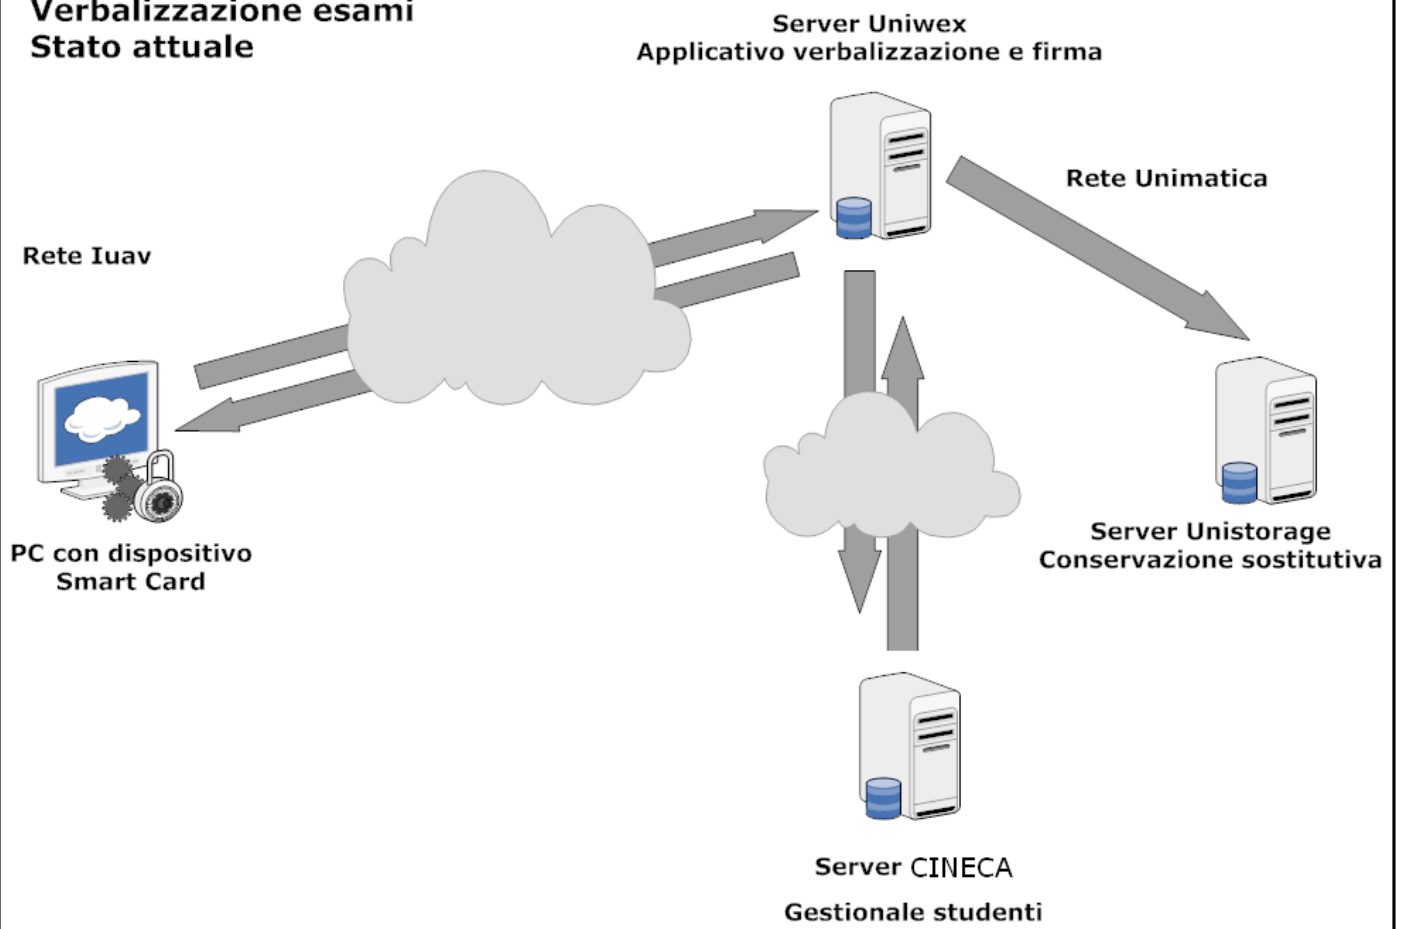 Verbalizzazione esami
Stato attuale
Server Uniwex
Applicativo verbalizzazione e firma
Rete Unimatica
Rete Iuav
PC con dispositivo
Smart Card
Server Unistorage
Conservazione sostitutiva
Server CINECA
Gestionale studenti